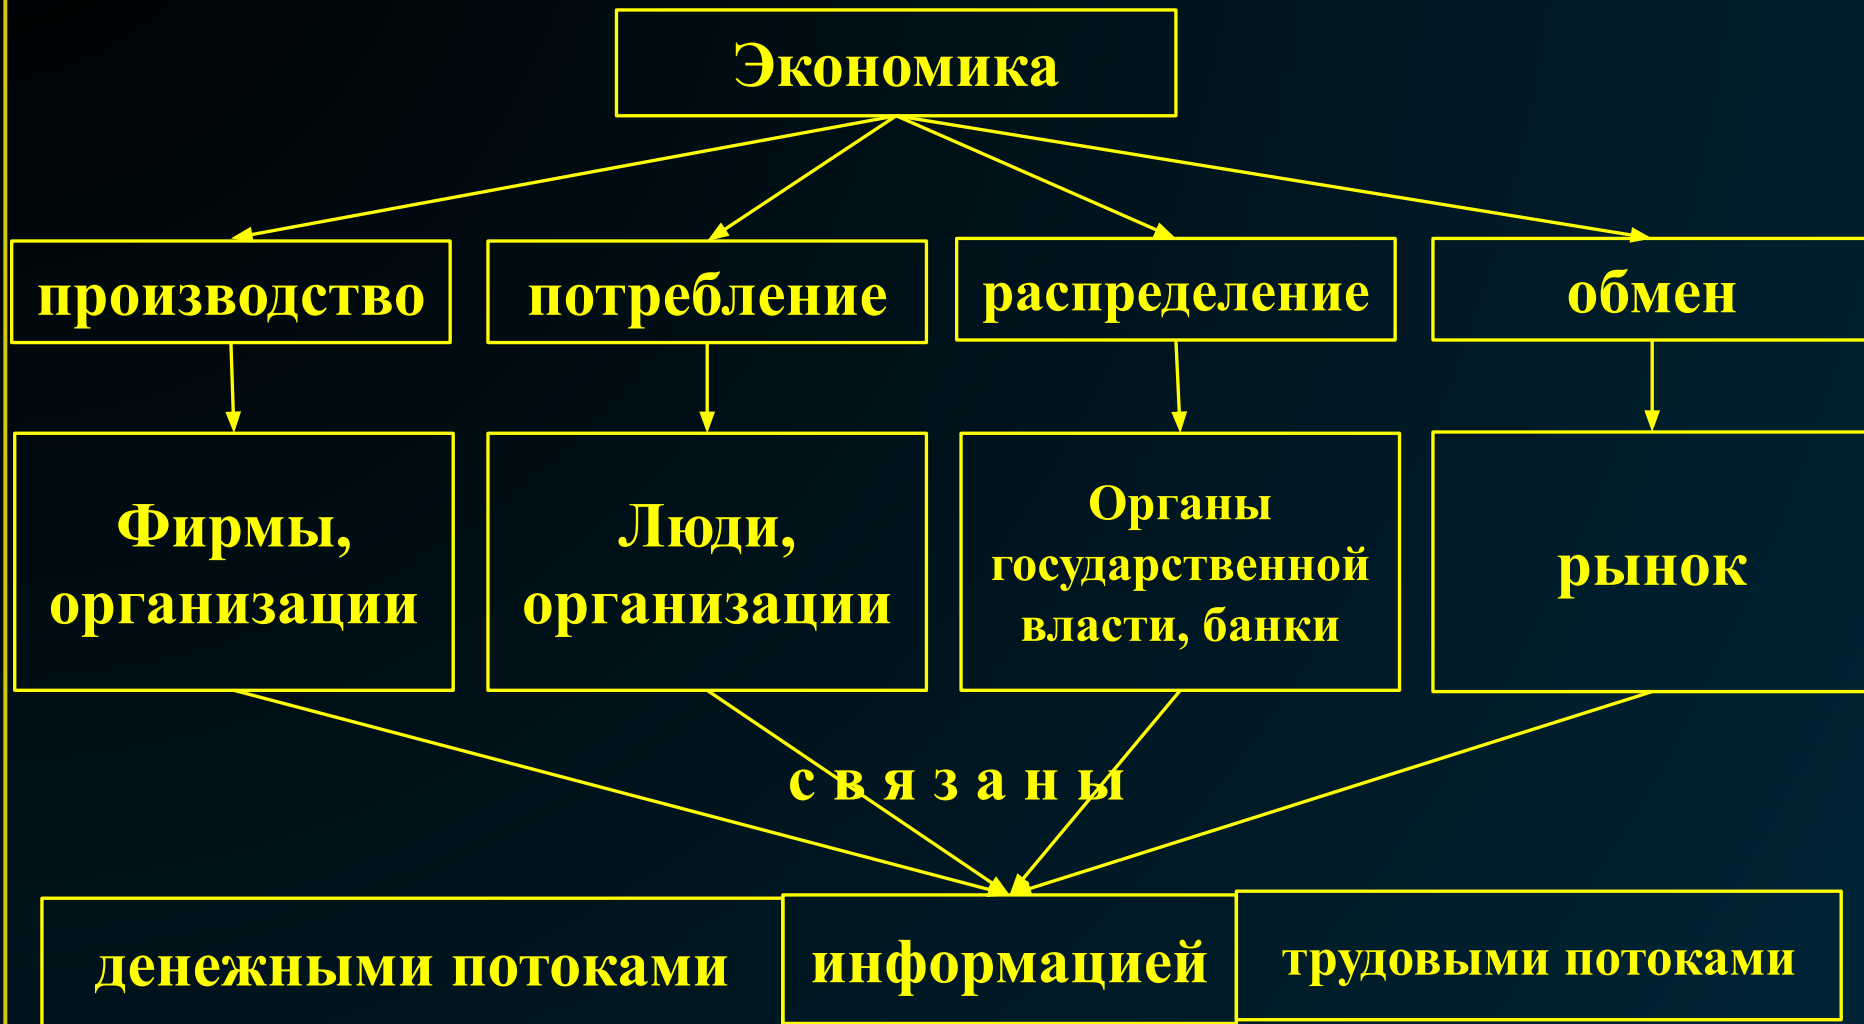 Экономика
производство
потребление
распределение
обмен
Фирмы,
организации
Люди,
организации
Органы
государственной
власти, банки
рынок
с в я з а н ы
денежными потоками
информацией
трудовыми потоками